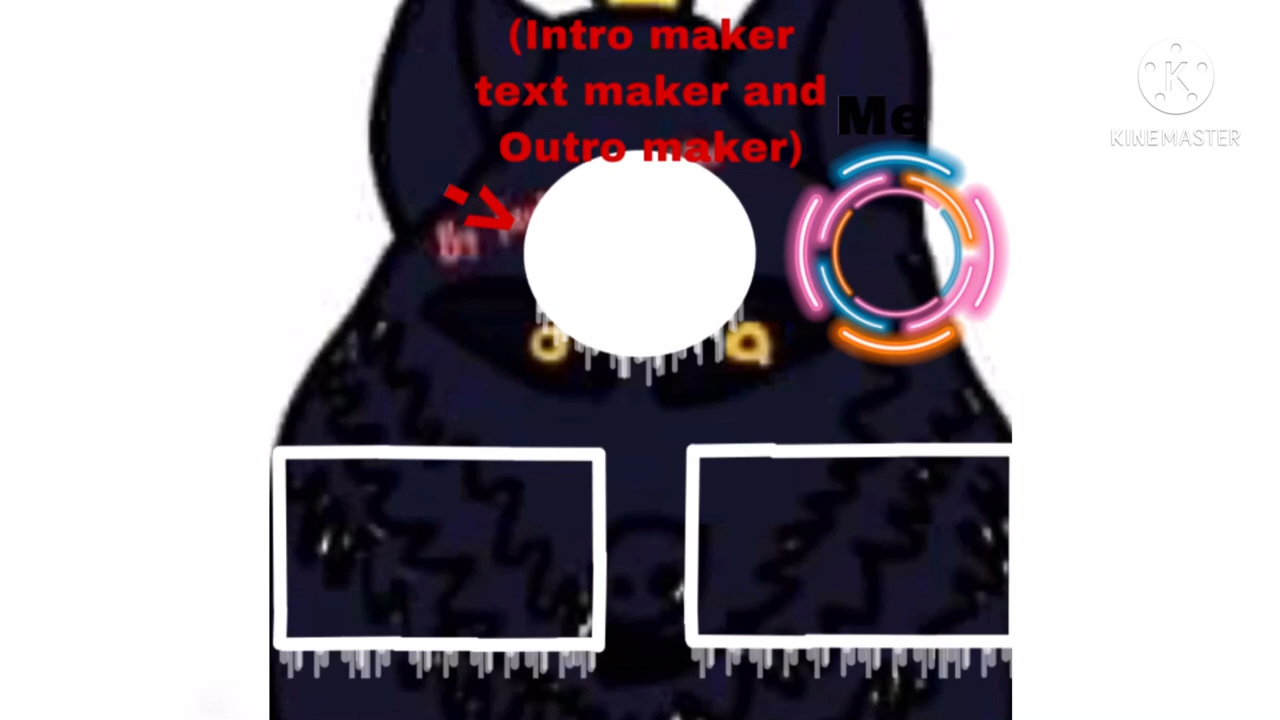 (Intro maker
text maker and
Outro maker)
Me
KINEMASTER